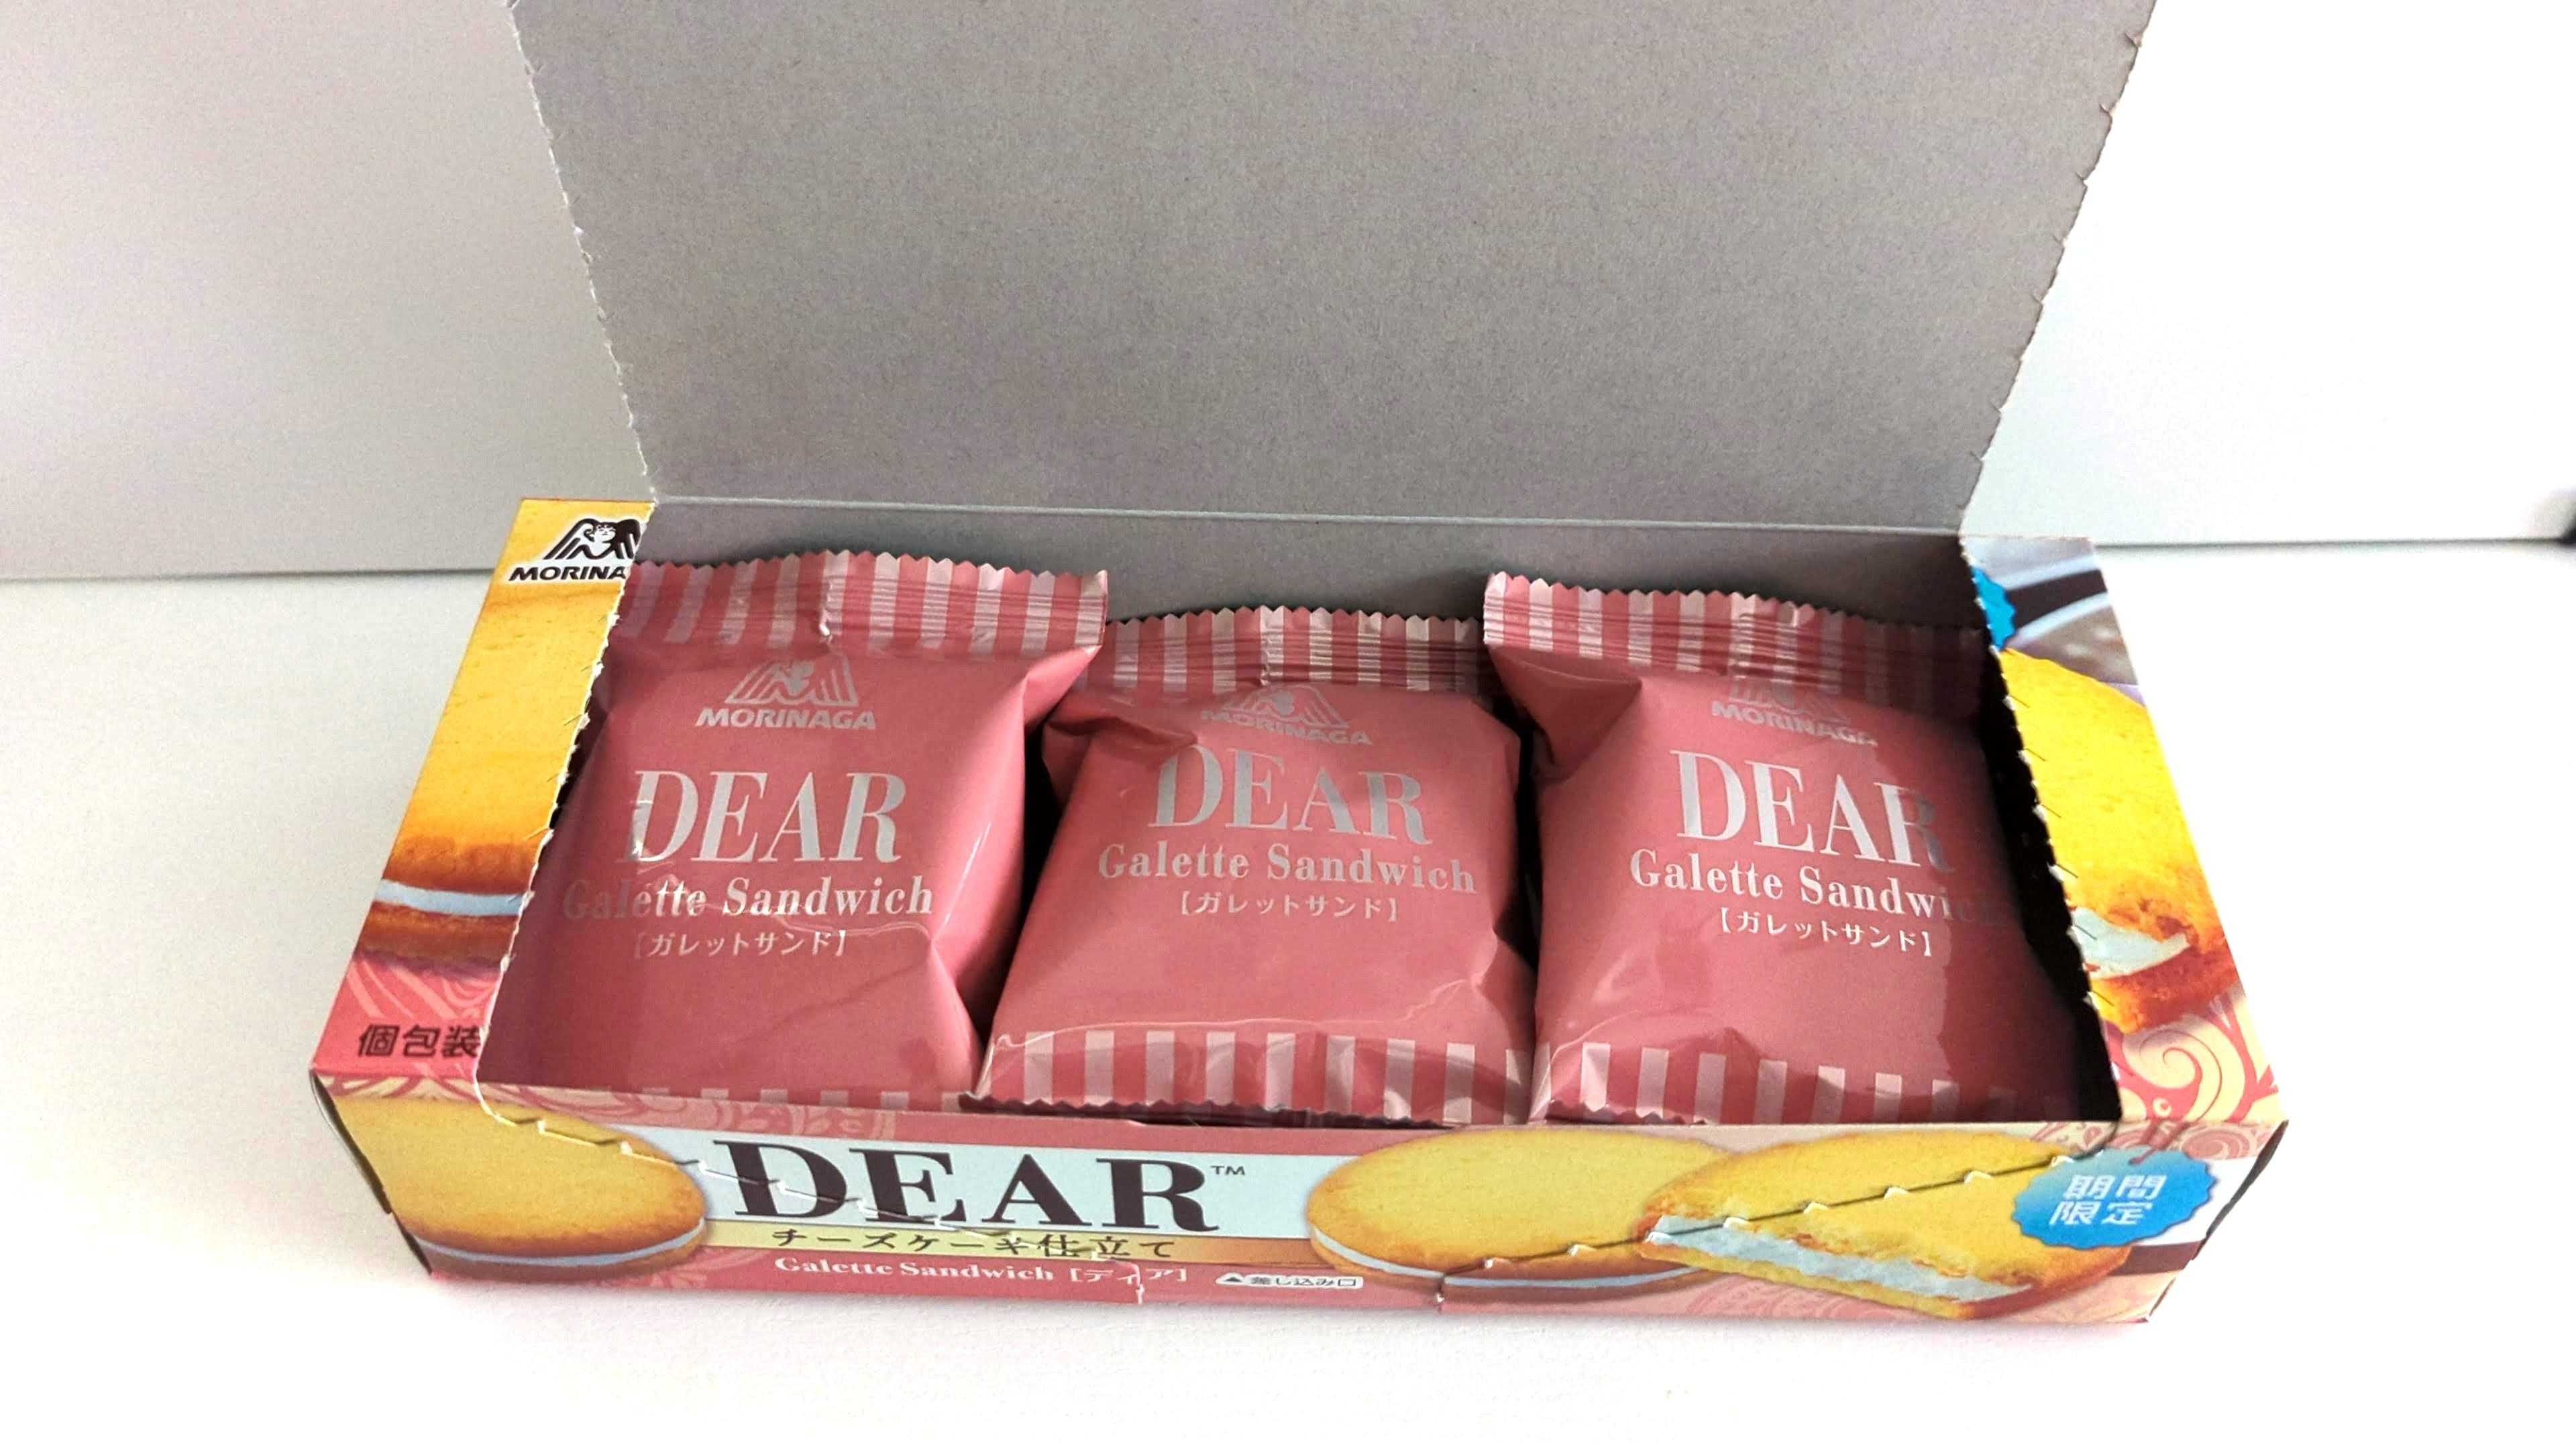 MORINA
MORINAGA
DEAR
Galette Sandwich
【ガレットサンド】
MORINAGA
DEAR
Galette Sandwich
【ガレットサンド】
MORINAGA
DEAR
Galette Sandwich
【ガレットサンド】
個包装
DEAR™
チーズケーキ仕立て
Galette Sandwich [ディア]
▲差し込み口
期間
限定